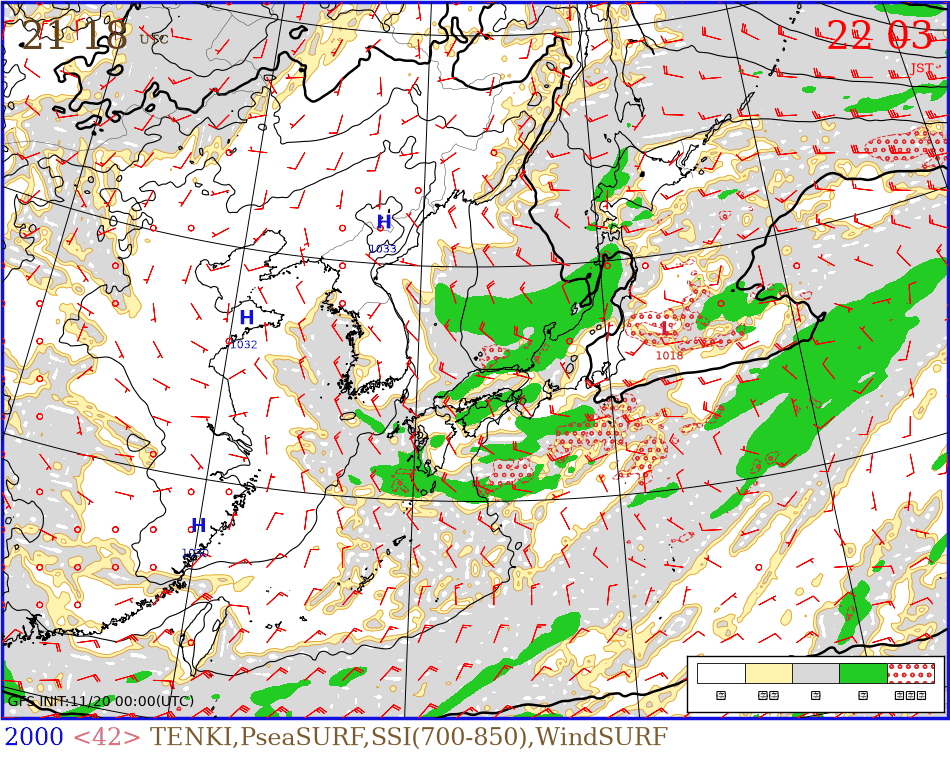 21 18 UTC
22 03
JST
H
1033
H
1032
L
1018
H
GFS INIT:11/20 00:00(UTC)
2000 <42> TENKI,PseaSURF,SSI(700-850),WindSURF